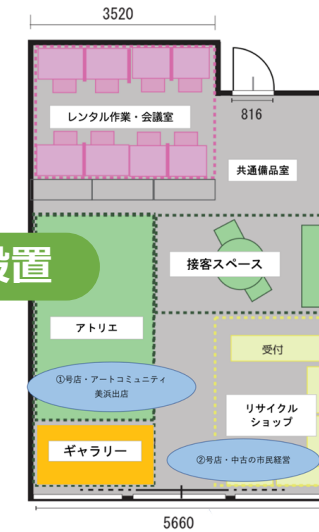 3520
レンタル作業・会議室
816
共通備品室
設置
接客スペース
アトリエ
受付
①号店・アートコミュニティ
美浜出店
リサイクル
ショップ
ギャラリー
②号店・中古の市民経営
5660